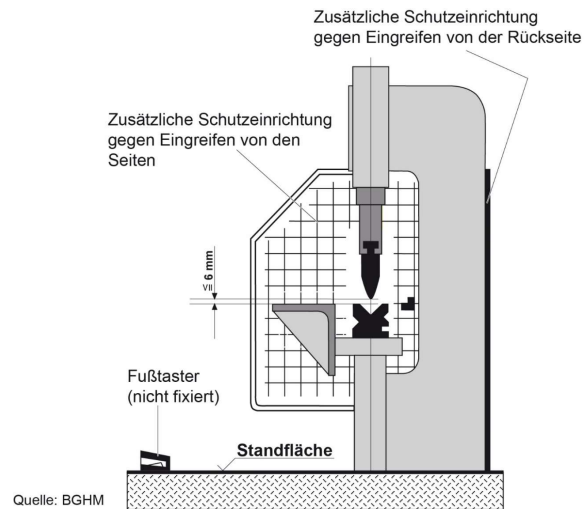 Zusätzliche Schutzeinrichtung
gegen Eingreifen von der Rückseite
Zusätzliche Schutzeinrichtung
gegen Eingreifen von den
Seiten
≤ 6 mm
Fußtaster
(nicht fixiert)
Standfläche
Quelle: BGHM